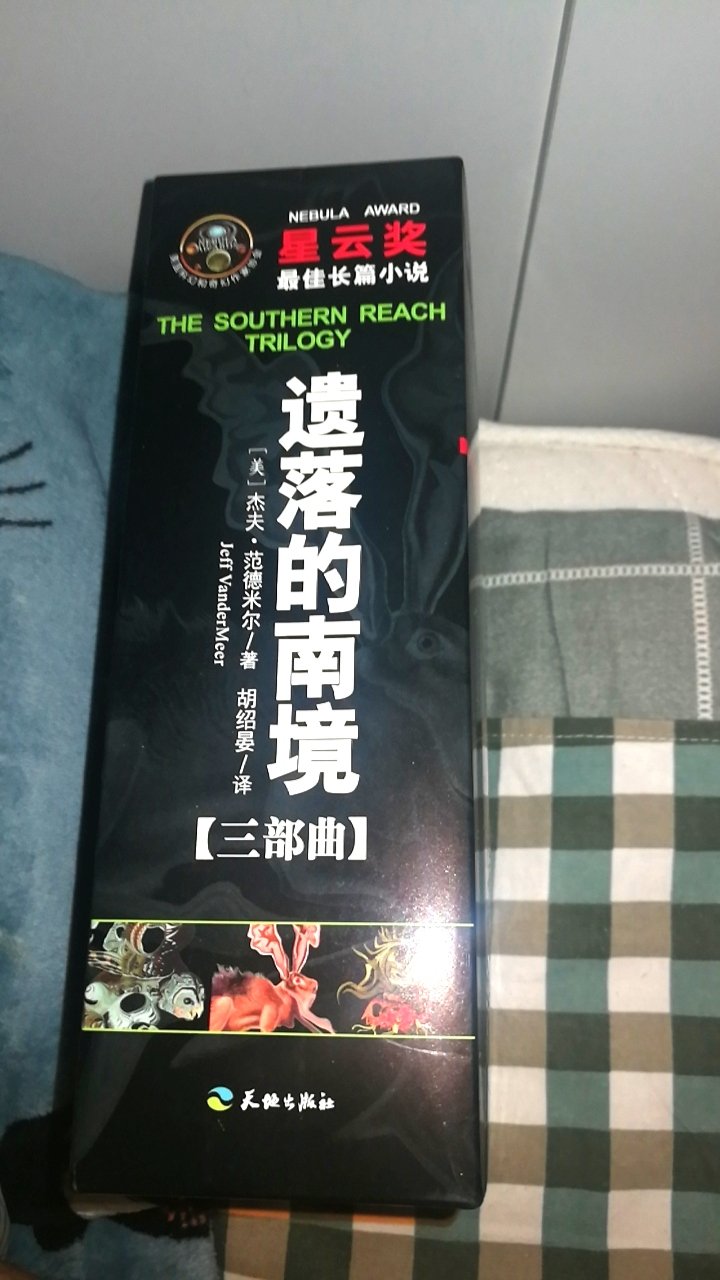 NEBULA AWARD
星云奖
最佳长篇小说
THE SOUTHERN REACH
TRILOGY
遗落的南境
[美]杰夫·范德米尔/著 胡绍晏/译
Jeff VanderMeer
【三部曲】
天地出版社